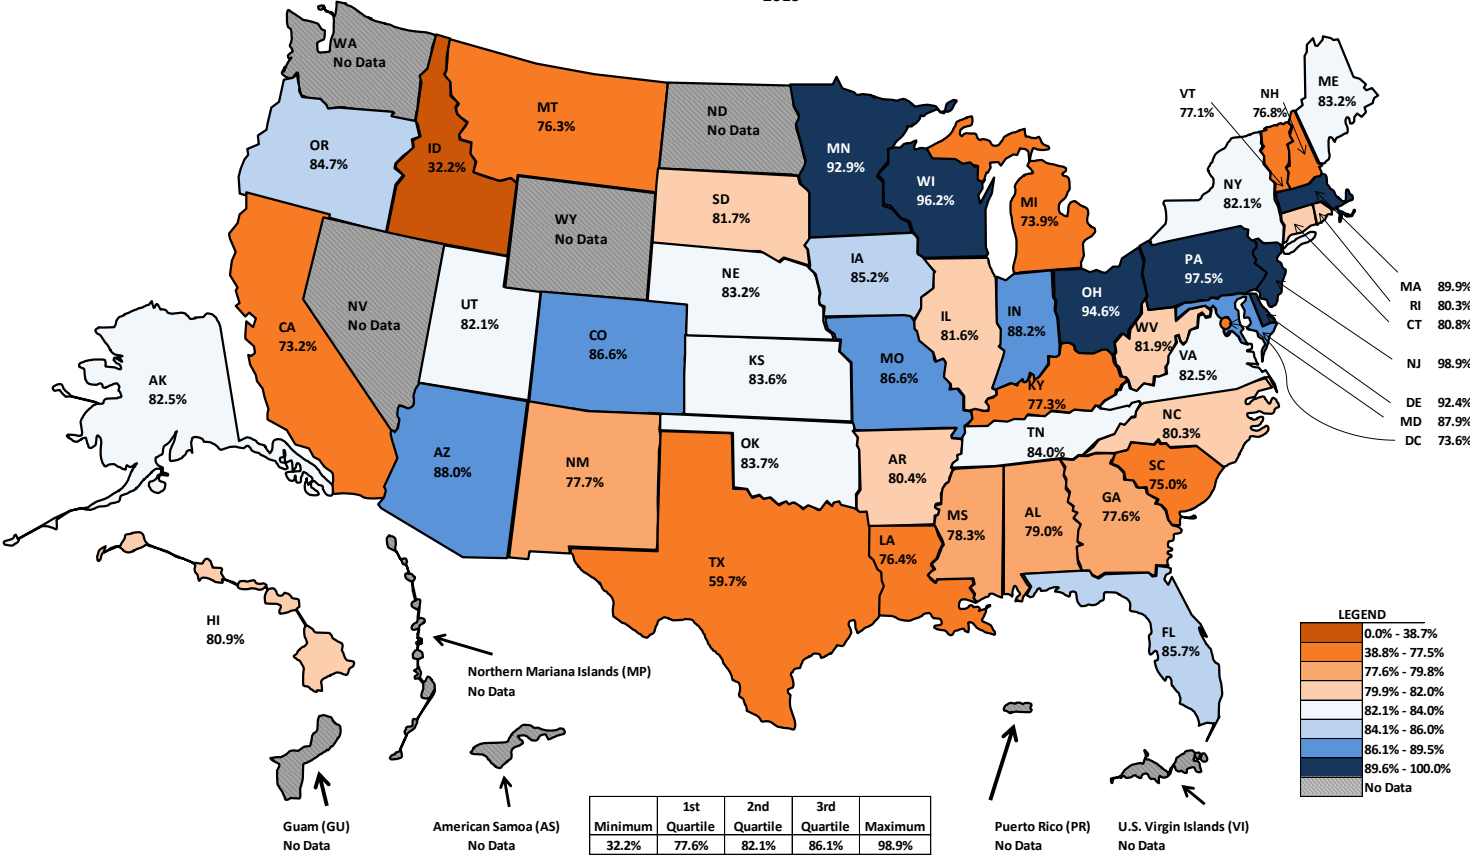 2019
WA
No Data
MT
76.3%
ND
No Data
VT
77.1%
NH
76.8%
ME
83.2%
OR
84.7%
ID
32.2%
MN
92.9%
WI
96.2%
NY
82.1%
SD
81.7%
MI
73.9%
WY
No Data
IA
85.2%
PA
97.5%
NE
83.2%
NV
No Data
UT
82.1%
CO
86.6%
IL
81.6%
IN
88.2%
OH
94.6%
WV
81.9%
VA
82.5%
MA 89.9%
RI 80.3%
CT 80.8%
NJ 98.9%
DE 92.4%
MD 87.9%
DC 73.6%
CA
73.2%
KS
83.6%
MO
86.6%
KY
77.3%
AK
82.5%
NC
80.3%
TN
84.0%
AZ
88.0%
NM
77.7%
OK
83.7%
AR
80.4%
SC
75.0%
MS
78.3%
AL
79.0%
GA
77.6%
LA
76.4%
TX
59.7%
HI
80.9%
FL
85.7%
Northern Mariana Islands (MP)
No Data
LEGEND
0.0% - 38.7%
38.8% - 77.5%
77.6% - 79.8%
79.9% - 82.0%
82.1% - 84.0%
84.1% - 86.0%
86.1% - 89.5%
89.6% - 100.0%
No Data
Guam (GU)
No Data
American Samoa (AS)
No Data
Minimum 1st Quartile 2nd Quartile 3rd Quartile Maximum
32.2% 77.6% 82.1% 86.1% 98.9%
Puerto Rico (PR)
No Data
U.S. Virgin Islands (VI)
No Data